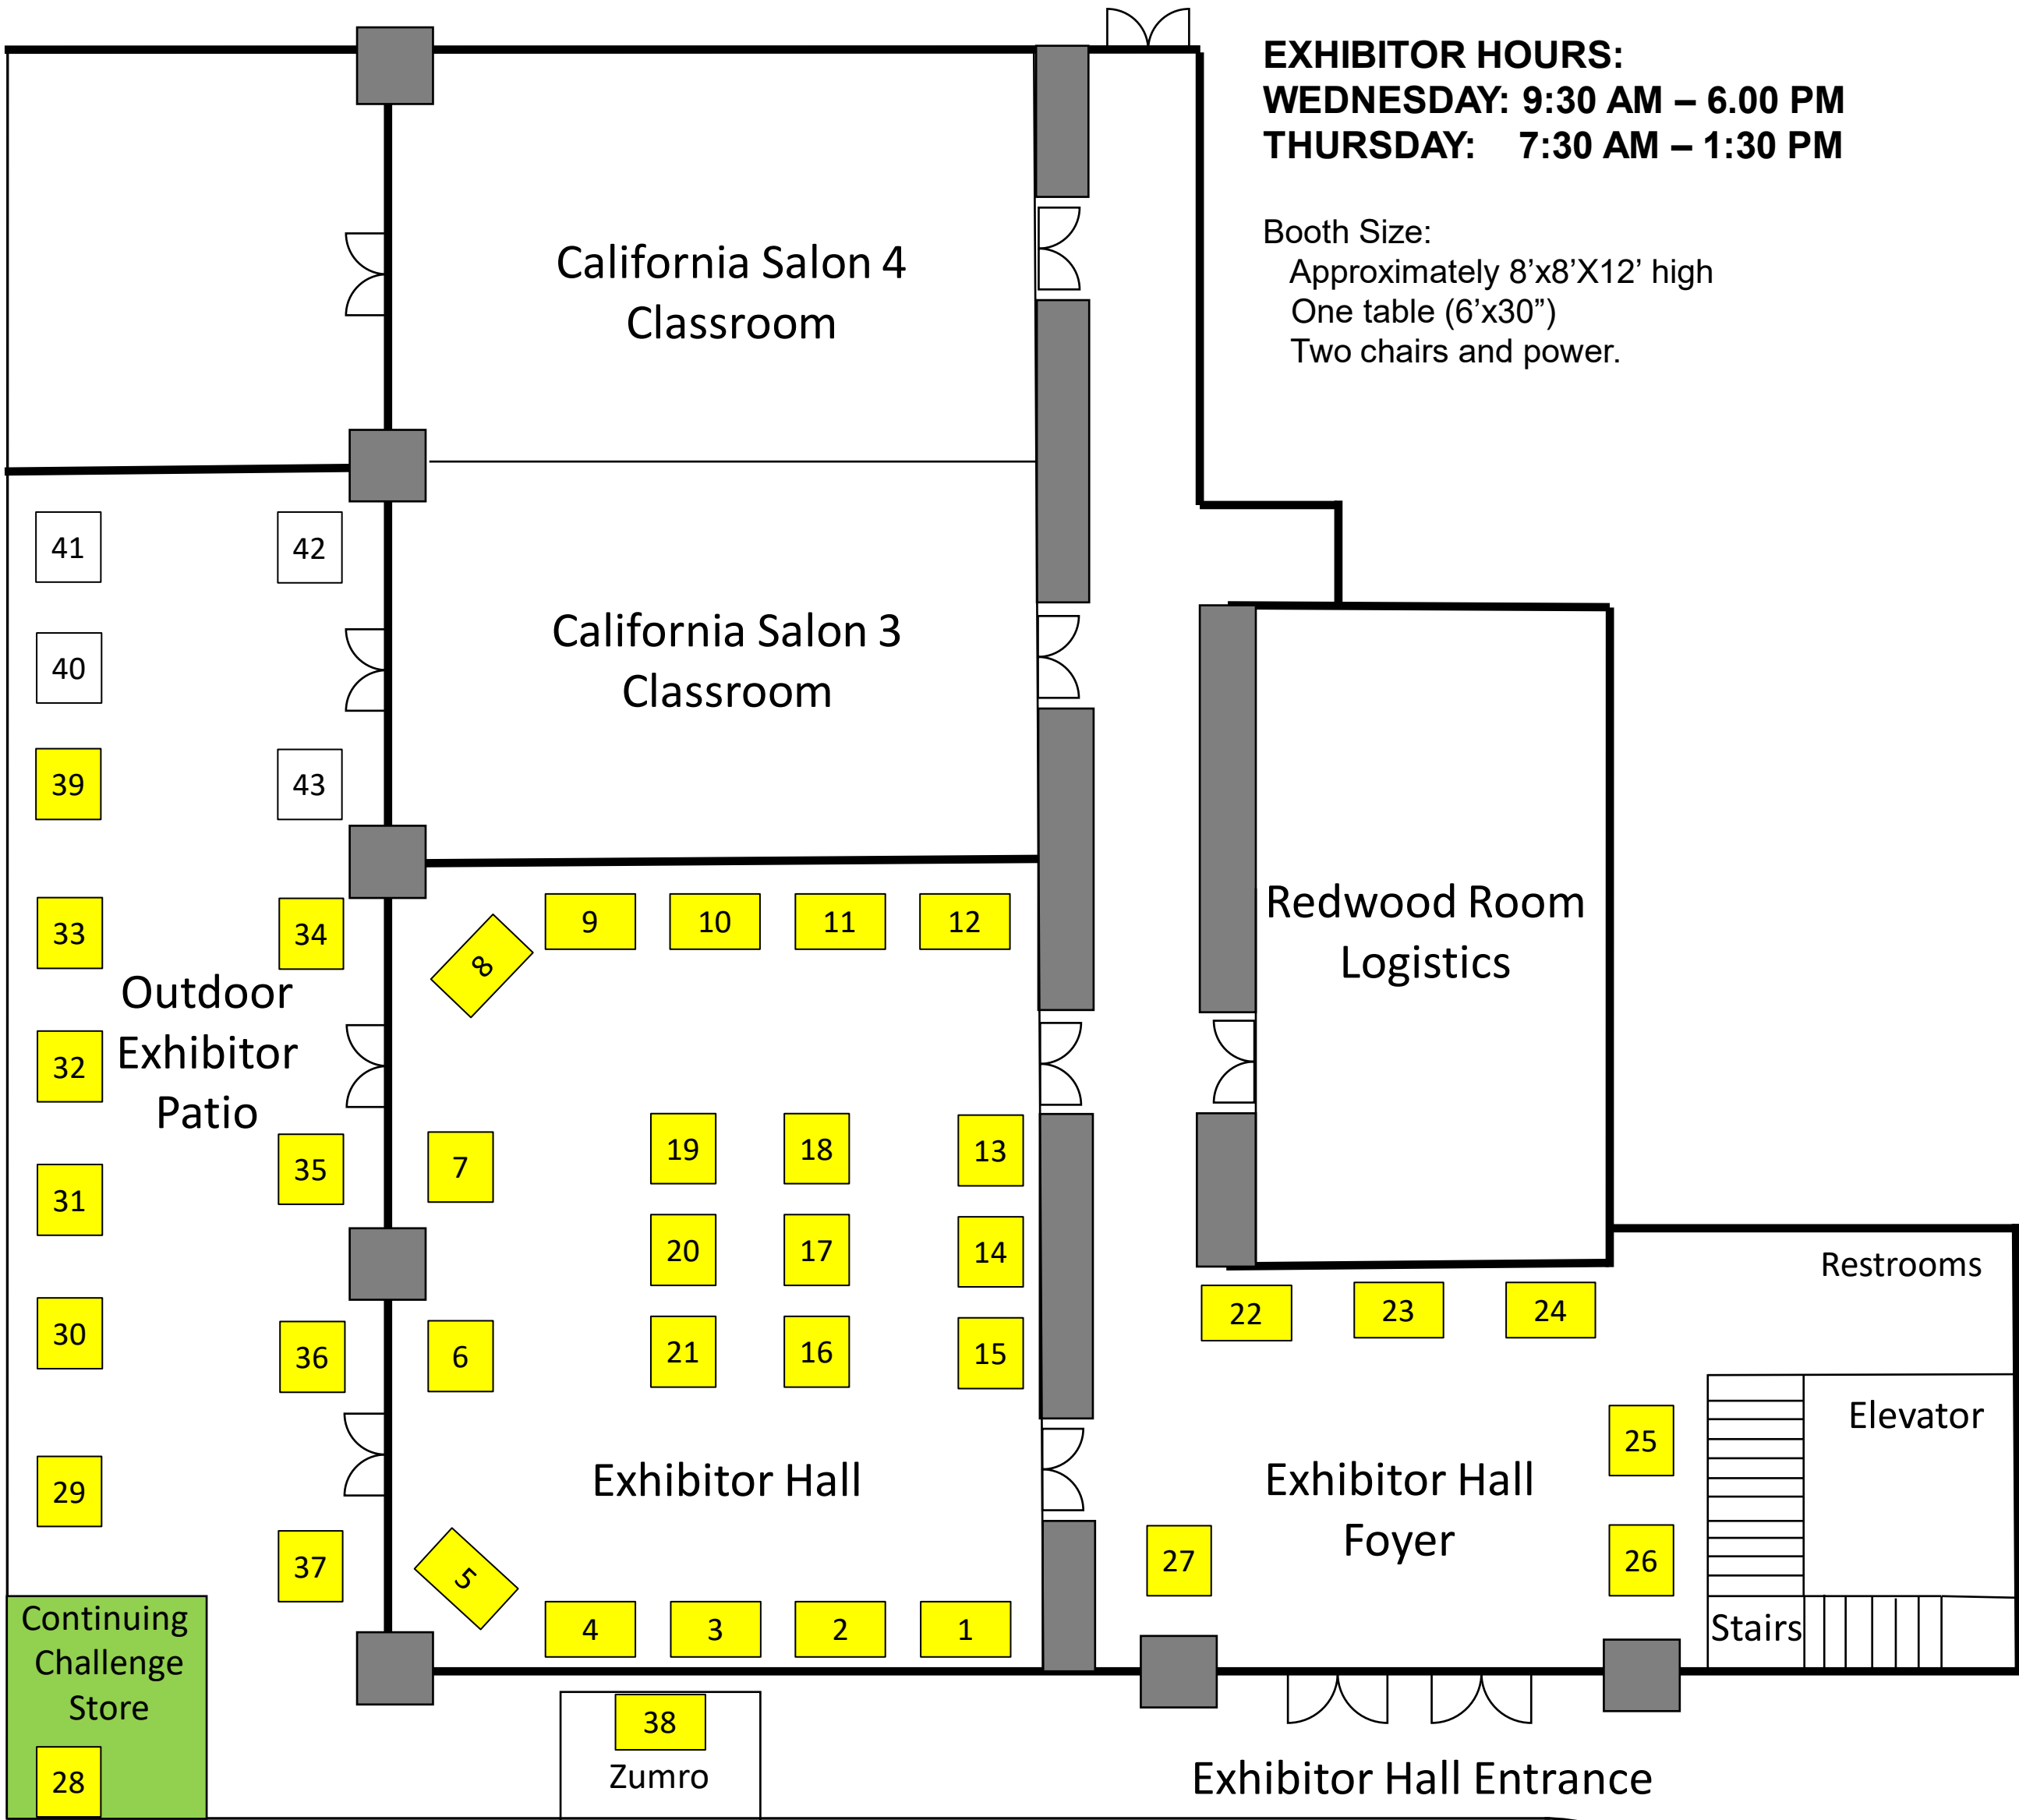 EXHIBITOR HOURS:
WEDNESDAY: 9:30 AM – 6.00 PM
THURSDAY: 7:30 AM – 1:30 PM
Booth Size:
Approximately 8’x8’X12’ high
One table (6’x30”)
Two chairs and power.
California Salon 4
Classroom
California Salon 3
Classroom
41
42
40
39
43
33
34
Outdoor
Exhibitor
Patio
32
31
35
30
36
29
37
Continuing
Challenge
Store
28
8
9
10
11
12
7
19
18
13
20
17
14
6
21
16
15
Exhibitor Hall
5
4
3
2
1
38
Zumro
Redwood Room
Logistics
22
23
24
Restrooms
Elevator
25
Exhibitor Hall
Foyer
27
26
Stairs
Exhibitor Hall Entrance